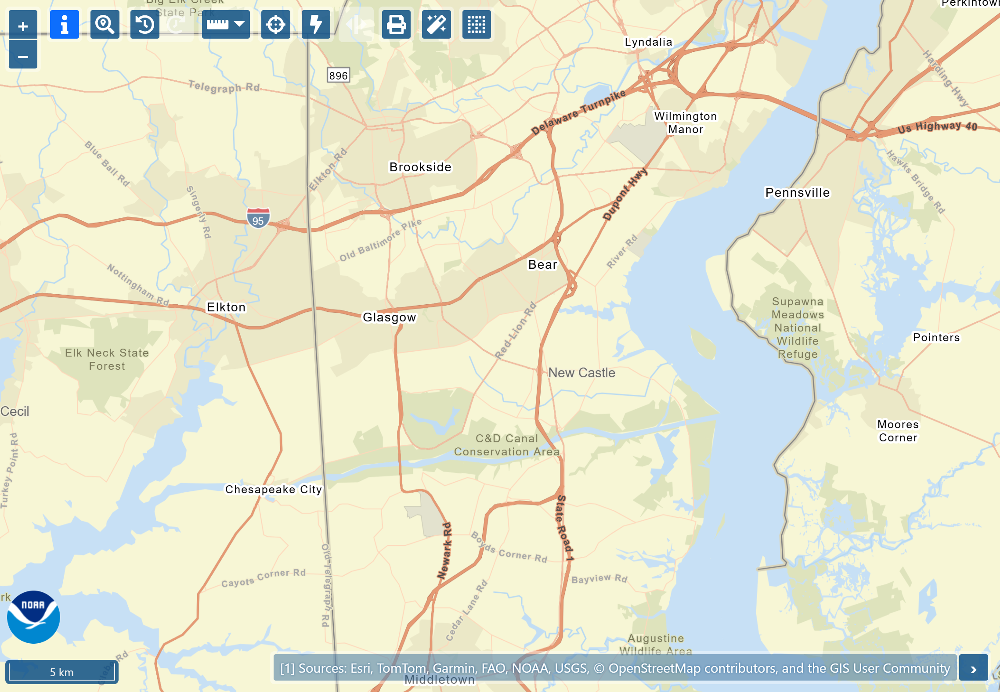 Big Elk Creek
State Park
Perkintown
+
−
896
Lyndalia
Harding Hwy
Telegraph Rd
Delaware Turnpike
Wilmington
Manor
Us Highway 40
Blue Ball Rd
Elkton Rd
Brookside
Hawks Bridge Rd
Dupont Hwy
Pennsville
Singerly Rd
95
Old Baltimore Pike
River Rd
Bear
Nottingham Rd
Elkton
Glasgow
Red Lion Rd
Supawna
Meadows
National
Wildlife
Refuge
Pointers
Elk Neck State
Forest
New Castle
Cecil
Moores
Corner
C&D Canal
Conservation Area
Turkey Point Rd
Chesapeake City
State Road 1
Newark Rd
Boyds Corner Rd
Old Telegraph Rd
Cayots Corner Rd
Bayview Rd
Cedar Lane Rd
rk
NOAA
Augustine
Wildlife Area
Glebe Rd
5 km
[1] Sources: Esri, TomTom, Garmin, FAO, NOAA, USGS, © OpenStreetMap contributors, and the GIS User Community
›
Middletown